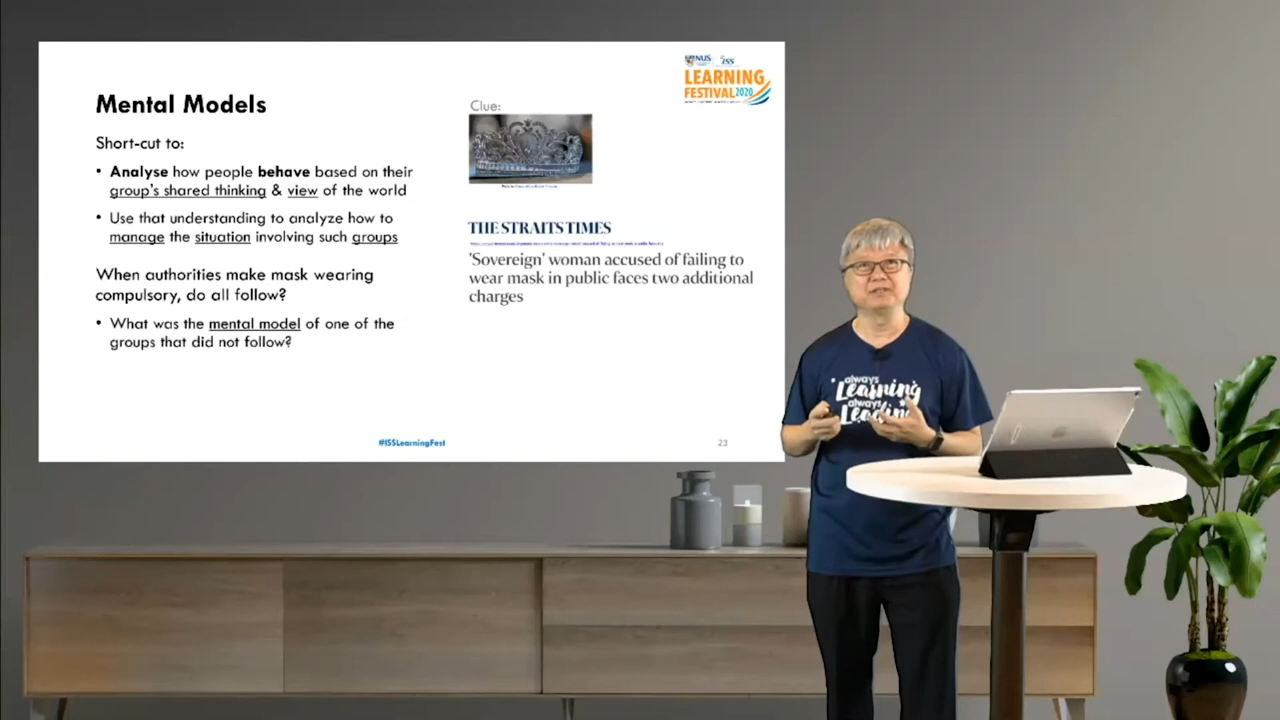 Mental Models
Short-cut to:
• Analyse how people behave based on their
group's shared thinking & view of the world
• Use that understanding to analyze how to
manage the situation involving such groups
When authorities make mask wearing
compulsory, do all follow?
• What was the mental model of one of the
groups that did not follow?
Clue:
THE STRAITS TIMES
'Sovereign' woman accused of failing to
wear mask in public faces two additional
charges
NUS
ISS
LEARNING
FESTIVAL 2020
#ISSLearningFest
23
always
Learning
always
Leading